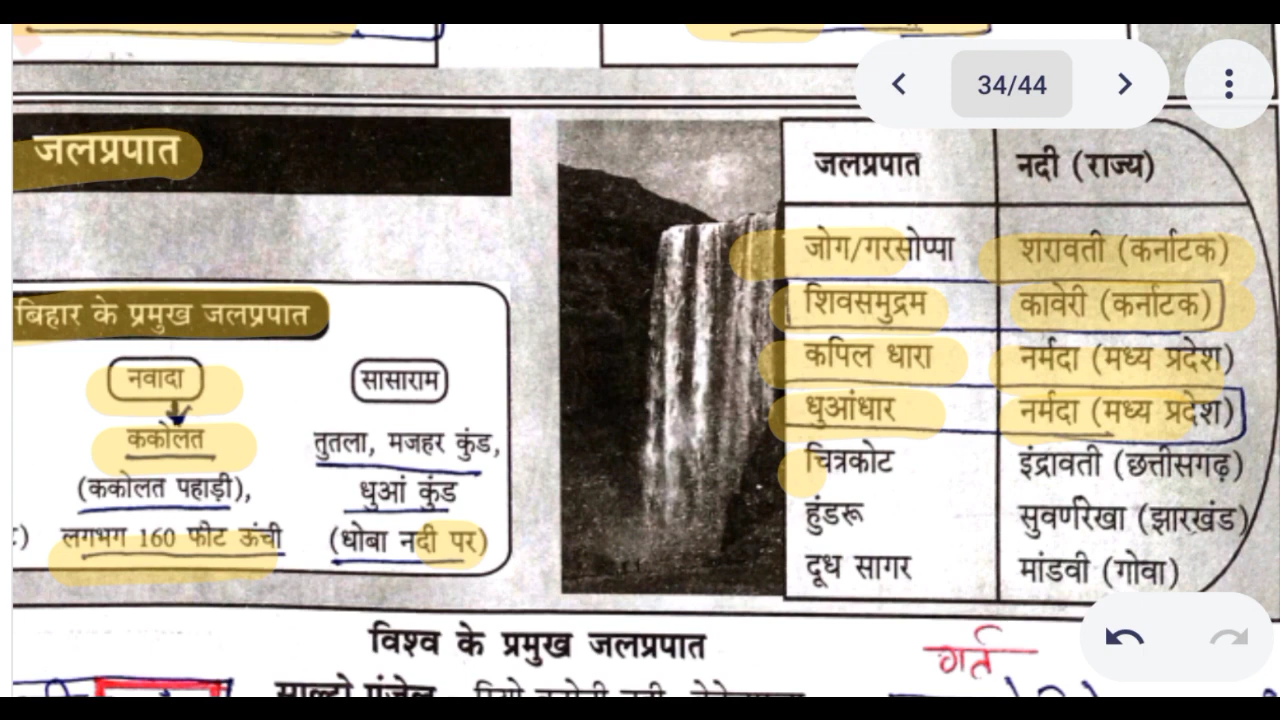 34/44
जलप्रपात
बिहार के प्रमुख जलप्रपात
नवादा
ककोलत
(ककोलत पहाड़ी),
लगभग 160 फीट ऊंची
सासाराम
तुतला, मजहर कुंड,
धुआं कुंड
(धोबा नदी पर)
जलप्रपात नदी (राज्य)
जोग/गरसोप्पा शरावती (कर्नाटक)
शिवसमुद्रम कावेरी (कर्नाटक)
कपिल धारा नर्मदा (मध्य प्रदेश)
धुआंधार नर्मदा (मध्य प्रदेश)
चित्रकोट इंद्रावती (छत्तीसगढ़)
हुंडरू सुवर्णरेखा (झारखंड)
दूध सागर मांडवी (गोवा)
विश्व के प्रमुख जलप्रपात
गर्त